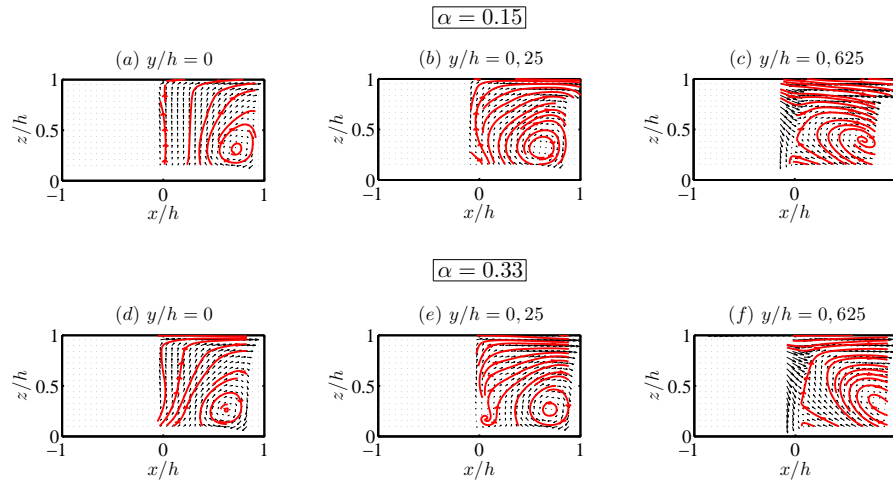 α = 0.15
(a) y/h = 0
(b) y/h = 0, 25
(c) y/h = 0, 625
1
0.5
0
z/h
−1
0
1
x/h
1
0.5
0
z/h
−1
0
1
x/h
1
0.5
0
z/h
−1
0
x/h
α = 0.33
(d) y/h = 0
(e) y/h = 0, 25
(f) y/h = 0, 625
1
0.5
0
z/h
−1
0
1
x/h
1
0.5
0
z/h
−1
0
1
x/h
1
0.5
0
z/h
−1
0
x/h